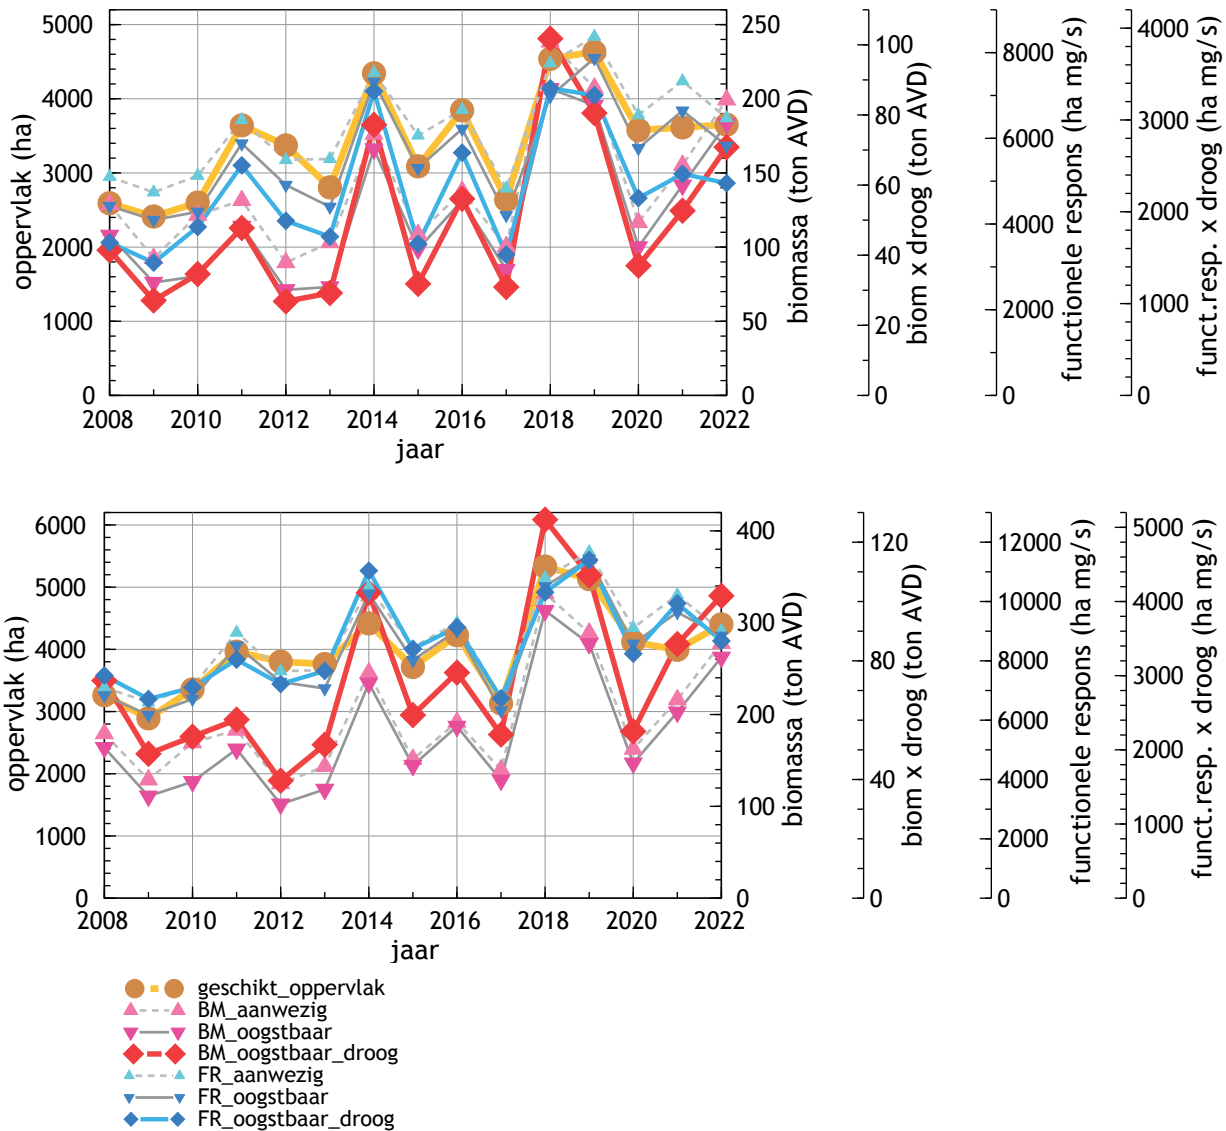 oppervlak (ha)
5000
4000
3000
2000
1000
0
250
200
150
100
50
0
biomassa (ton AVD)
100
80
60
40
20
0
biom x droog (ton AVD)
8000
6000
4000
2000
0
functionele respons (ha mg/s)
4000
3000
2000
1000
0
funct.resp. x droog (ha mg/s)
2008 2010 2012 2014 2016 2018 2020 2022
jaar
oppervlak (ha)
6000
5000
4000
3000
2000
1000
0
400
300
200
100
0
biomassa (ton AVD)
120
80
40
0
biom x droog (ton AVD)
12000
10000
8000
6000
4000
2000
0
functionele respons (ha mg/s)
5000
4000
3000
2000
1000
0
funct.resp. x droog (ha mg/s)
2008 2010 2012 2014 2016 2018 2020 2022
jaar
geschikt_oppervlak
BM_aanwezig
BM_oogstbaar
BM_oogstbaar_droog
FR_aanwezig
FR_oogstbaar
FR_oogstbaar_droog